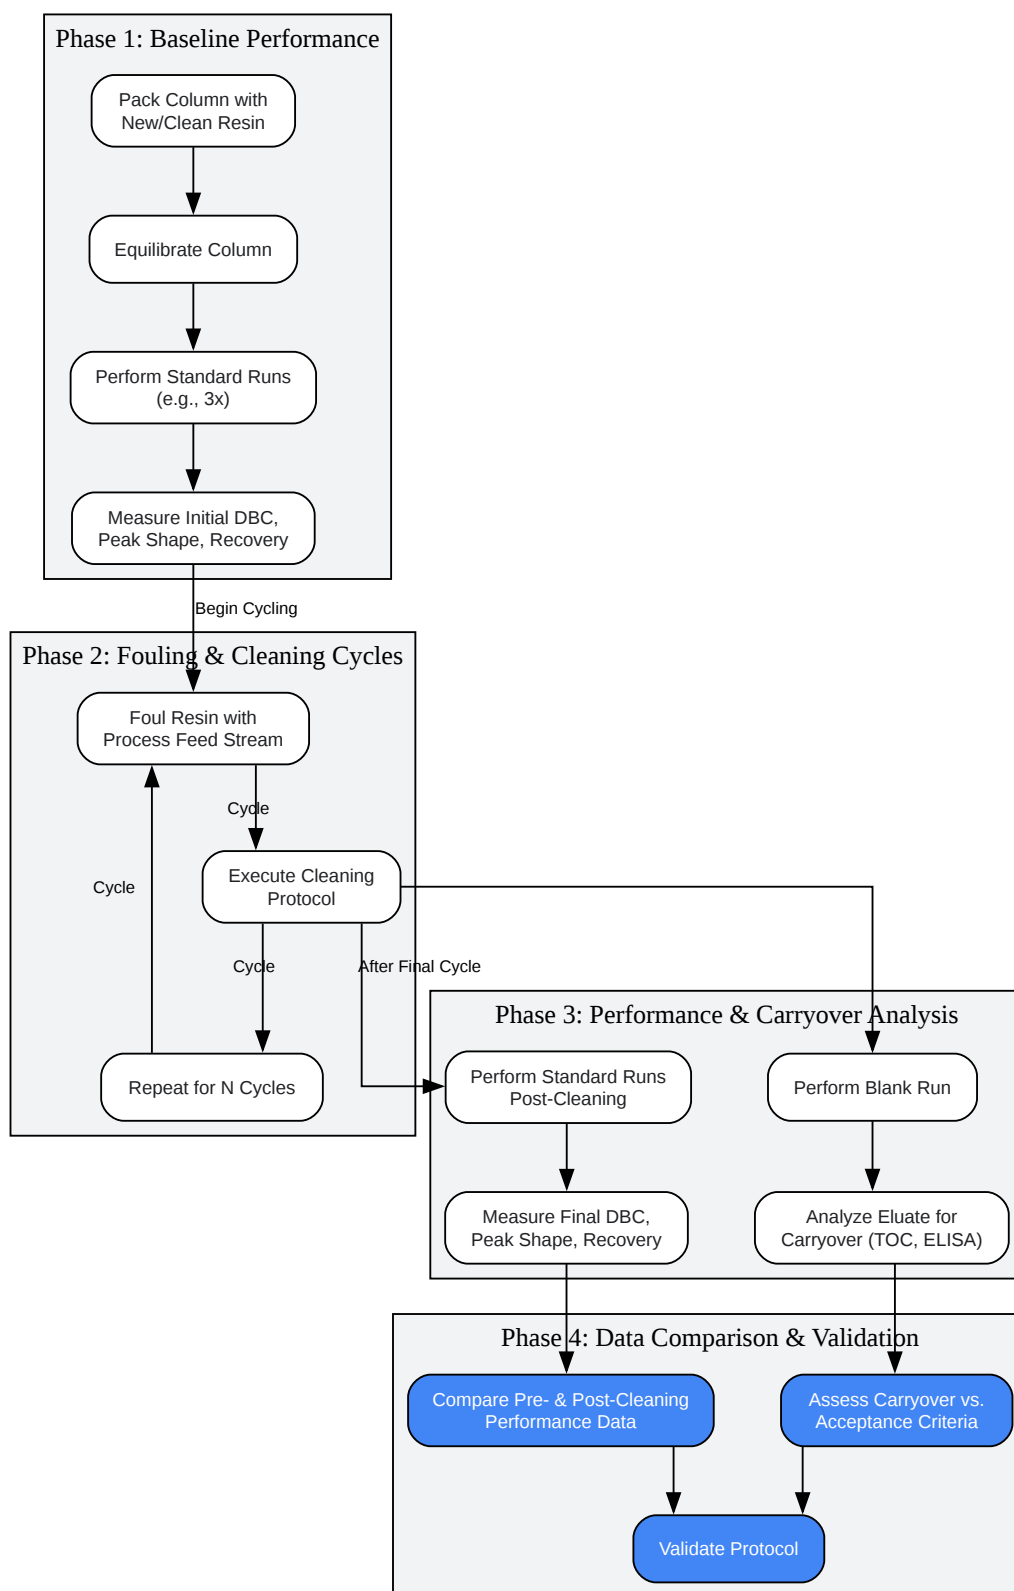 Phase 1: Baseline Performance
Pack Column with
New/Clean Resin
Equilibrate Column
Perform Standard Runs
(e.g., 3x)
Measure Initial DBC,
Peak Shape, Recovery
Begin Cycling
Phase 2: Fouling & Cleaning Cycles
Foul Resin with
Process Feed Stream
Cycle
Execute Cleaning
Protocol
Cycle
Cycle
After Final Cycle
Repeat for N Cycles
Phase 3: Performance & Carryover Analysis
Perform Standard Runs
Post-Cleaning
Perform Blank Run
Measure Final DBC,
Peak Shape, Recovery
Analyze Eluate for
Carryover (TOC, ELISA)
Phase 4: Data Comparison & Validation
Compare Pre- & Post-Cleaning
Performance Data
Assess Carryover vs.
Acceptance Criteria
Validate Protocol